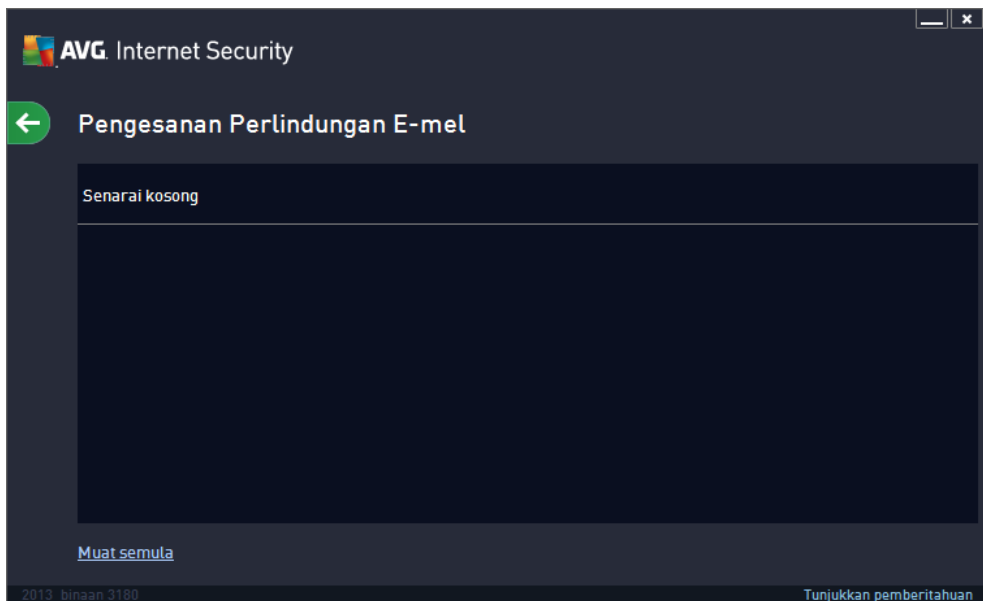 AVG. Internet Security
Pengesanan Perlindungan E-mel
Senarai kosong
Muat semula
2013 binaan 3180
Tunjukkan pemberitahuan